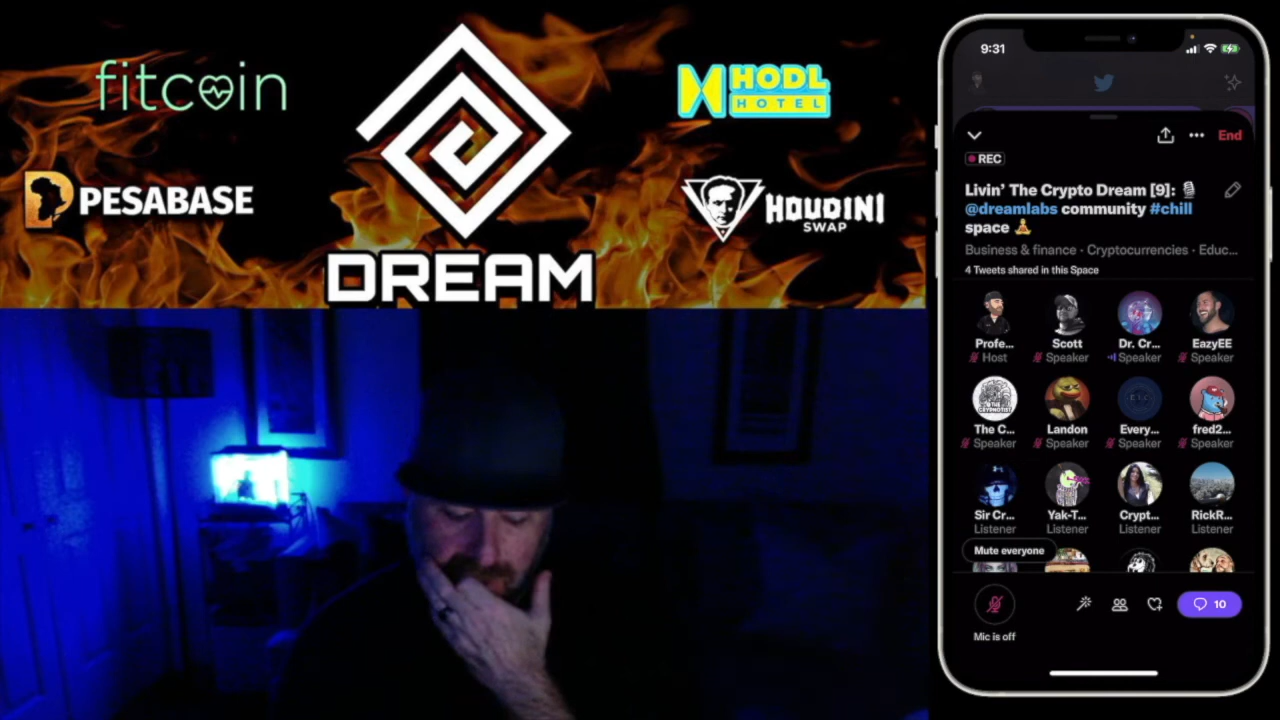 fitcoin
HODL
HOTEL
PESABASE
HOUDINI
SWAP
DREAM
9:31
End
REC
Livin' The Crypto Dream [9]: 🎙️
@dreamlabs community #chill
space 🧘
Business & finance · Cryptocurrencies · Educ...
4 Tweets shared in this Space
Profe... Scott Dr. Cr... EazyEE
Host Speaker Speaker Speaker
The C... Landon Every... fred2...
Speaker Speaker Speaker Speaker
Sir Cr... Yak-T... Crypt... RickR...
Listener Listener Listener Listener
Mute everyone
10
Mic is off